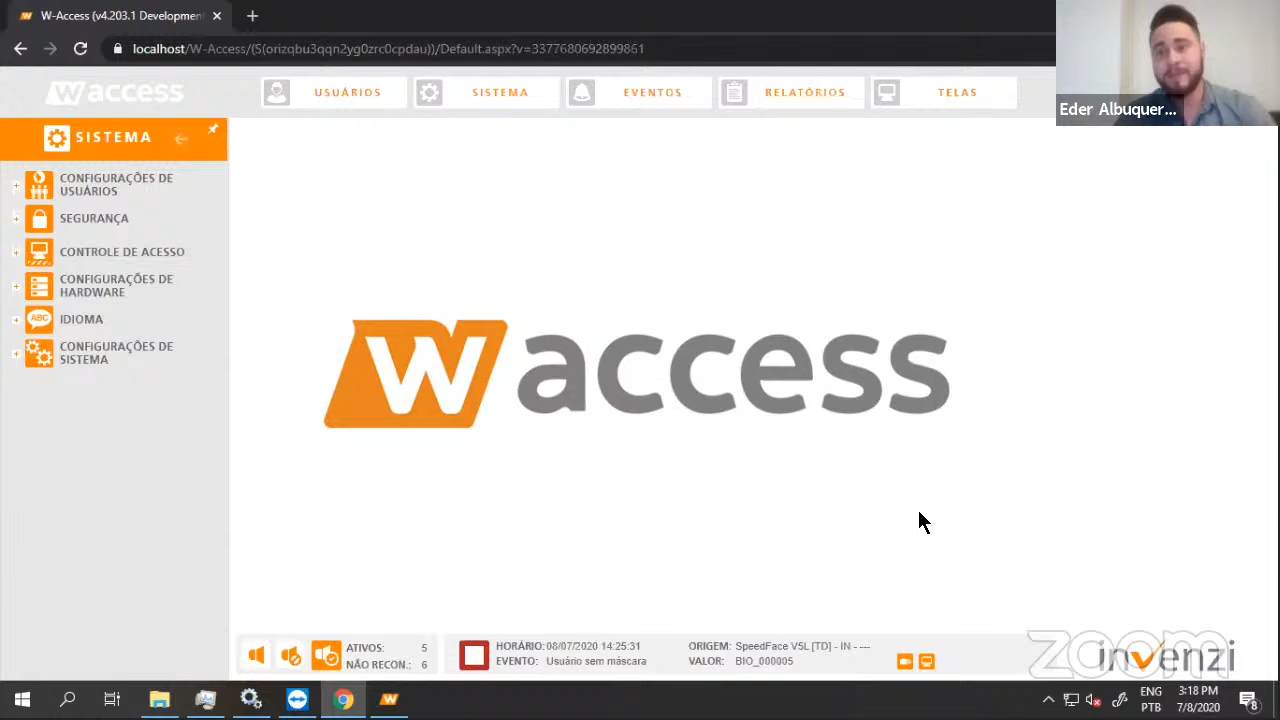 W-Access (v4.203.1 Development
localhost/W-Access/(S(orizqbu3qqn2yg0zrc0cpdau))/Default.aspx?v=3377680692899861
Eder Albuquer...
w access
USUÁRIOS
SISTEMA
EVENTOS
RELATÓRIOS
TELAS
SISTEMA
CONFIGURAÇÕES DE
USUÁRIOS
SEGURANÇA
CONTROLE DE ACESSO
CONFIGURAÇÕES DE
HARDWARE
ABC
IDIOMA
CONFIGURAÇÕES DE
SISTEMA
w access
ATIVOS: 5
NÃO RECON.: 6
HORÁRIO: 08/07/2020 14:25:31
EVENTO: Usuário sem máscara
ORIGEM: SpeedFace V5L [TD] - IN - ---
VALOR: BIO_000005
zoom
invenzi
ENG
PTB
3:18 PM
7/8/2020
8